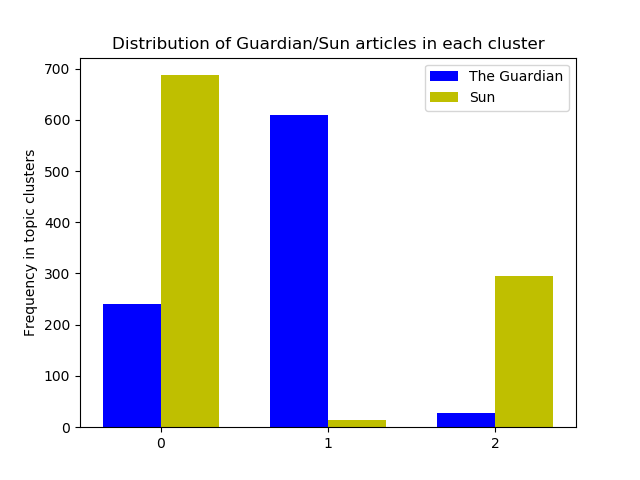 Distribution of Guardian/Sun articles in each cluster
The Guardian
Sun
Frequency in topic clusters
700
600
500
400
300
200
100
0
0 1 2